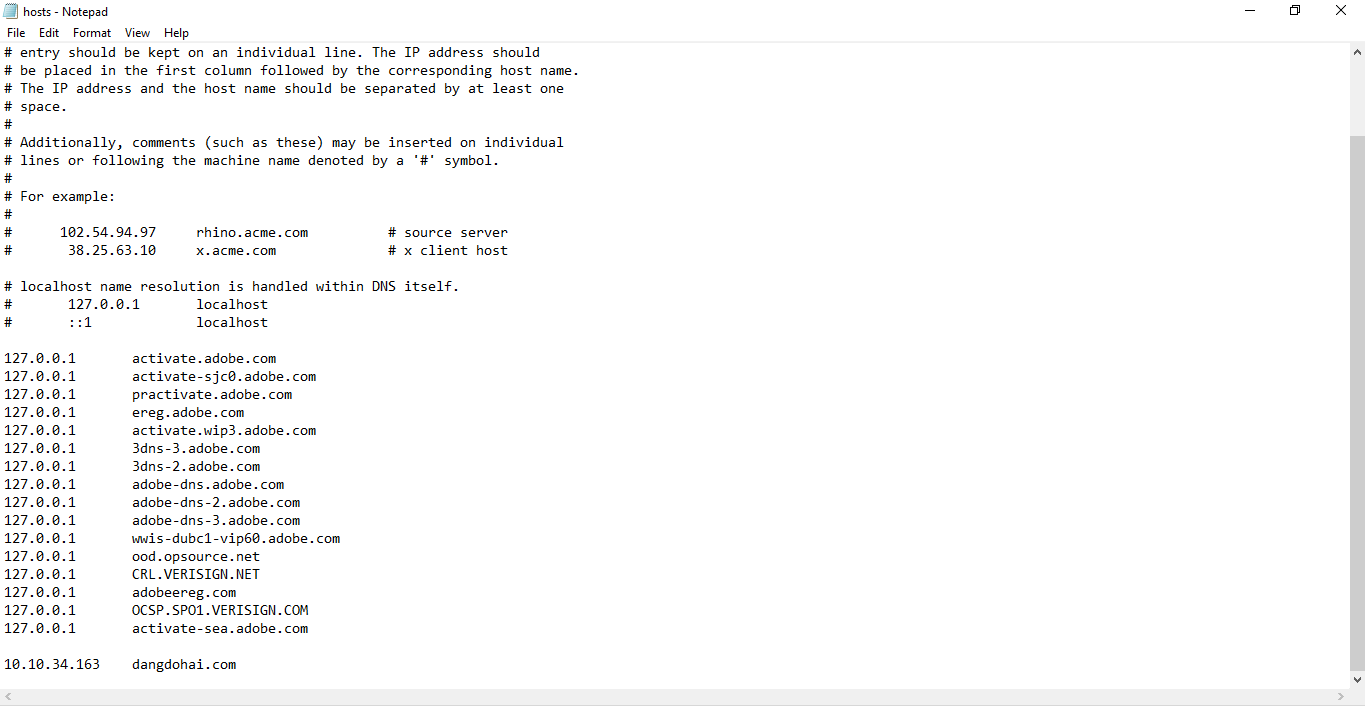 hosts - Notepad
File Edit Format View Help
# entry should be kept on an individual line. The IP address should
# be placed in the first column followed by the corresponding host name.
# The IP address and the host name should be separated by at least one
# space.
#
# Additionally, comments (such as these) may be inserted on individual
# lines or following the machine name denoted by a '#' symbol.
#
# For example:
#
#      102.54.94.97     rhino.acme.com          # source server
#       38.25.63.10     x.acme.com              # x client host
# localhost name resolution is handled within DNS itself.
#       127.0.0.1       localhost
#       ::1             localhost
127.0.0.1       activate.adobe.com
127.0.0.1       activate-sjc0.adobe.com
127.0.0.1       practivate.adobe.com
127.0.0.1       ereg.adobe.com
127.0.0.1       activate.wip3.adobe.com
127.0.0.1       3dns-3.adobe.com
127.0.0.1       3dns-2.adobe.com
127.0.0.1       adobe-dns.adobe.com
127.0.0.1       adobe-dns-2.adobe.com
127.0.0.1       adobe-dns-3.adobe.com
127.0.0.1       wwis-dubc1-vip60.adobe.com
127.0.0.1       ood.opsource.net
127.0.0.1       CRL.VERISIGN.NET
127.0.0.1       adobeereg.com
127.0.0.1       OCSP.SPO1.VERISIGN.COM
127.0.0.1       activate-sea.adobe.com
10.10.34.163    dangdohai.com